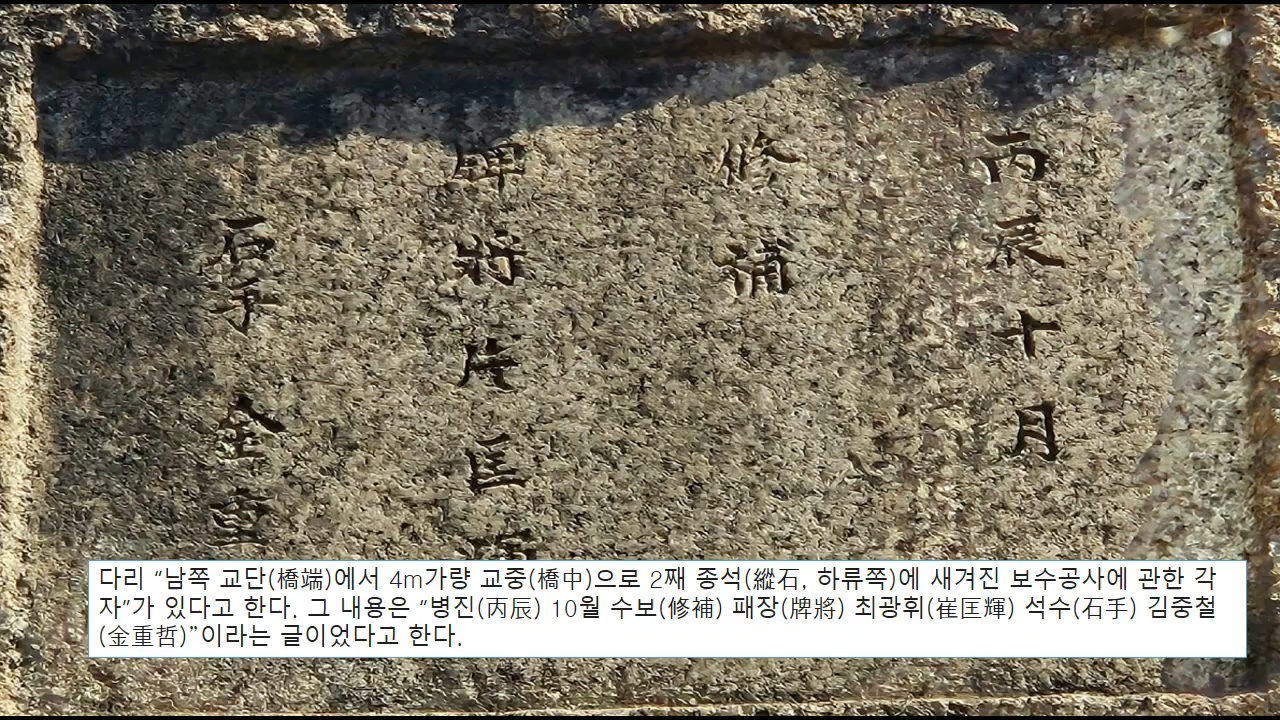 丙辰十月
修補
牌將 匡
石手 金重
다리 “남쪽 교단(橋端)에서 4m가량 교중(橋中)으로 2째 종석(縱石, 하류쪽)에 새겨진 보수공사에 관한 각
자”가 있다고 한다. 그 내용은 “병진(丙辰) 10월 수보(修補) 패장(牌將) 최광휘(崔匡輝) 석수(石手) 김중철
(金重哲)”이라는 글이었다고 한다.